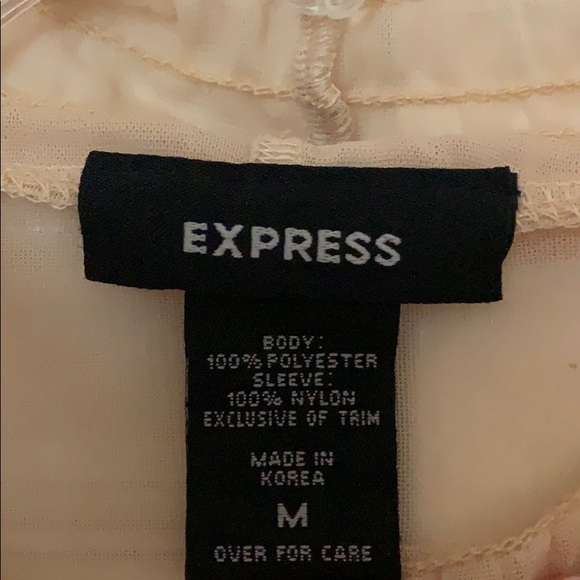 EXPRESS
BODY:
100% POLYESTER
SLEEVE:
100% NYLON
EXCLUSIVE OF TRIM
MADE IN
KOREA
M
OVER FOR CARE